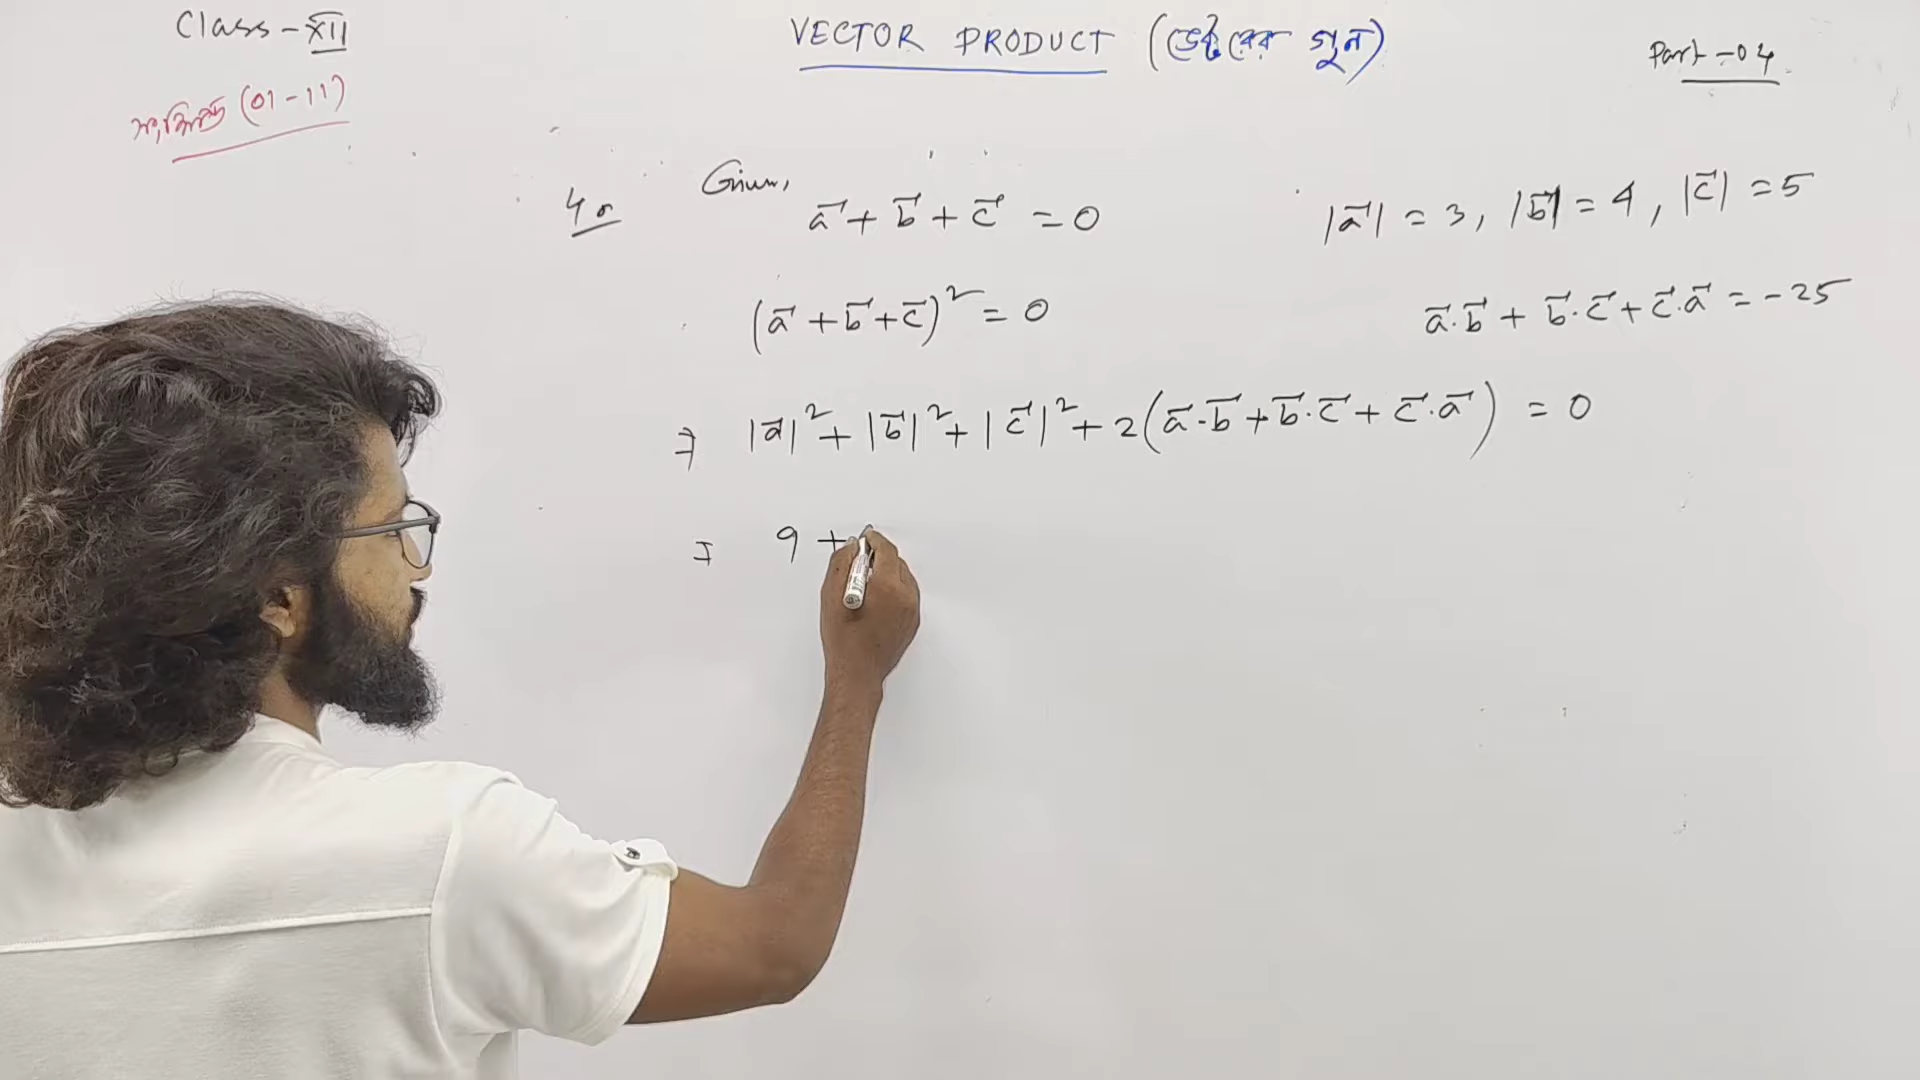 Class-XII
VECTOR PRODUCT (ভেক্টর গুন)
Part-04
সংক্ষিপ্ত (01-11)
4. Given,
a⃗ + b⃗ + c⃗ = 0
|a⃗| = 3, |b⃗| = 4, |c⃗| = 5
(a⃗ + b⃗ + c⃗)² = 0
a⃗.b⃗ + b⃗.c⃗ + c⃗.a⃗ = -25
⇒ |a⃗|² + |b⃗|² + |c⃗|² + 2(a⃗.b⃗ + b⃗.c⃗ + c⃗.a⃗) = 0
= 9 +